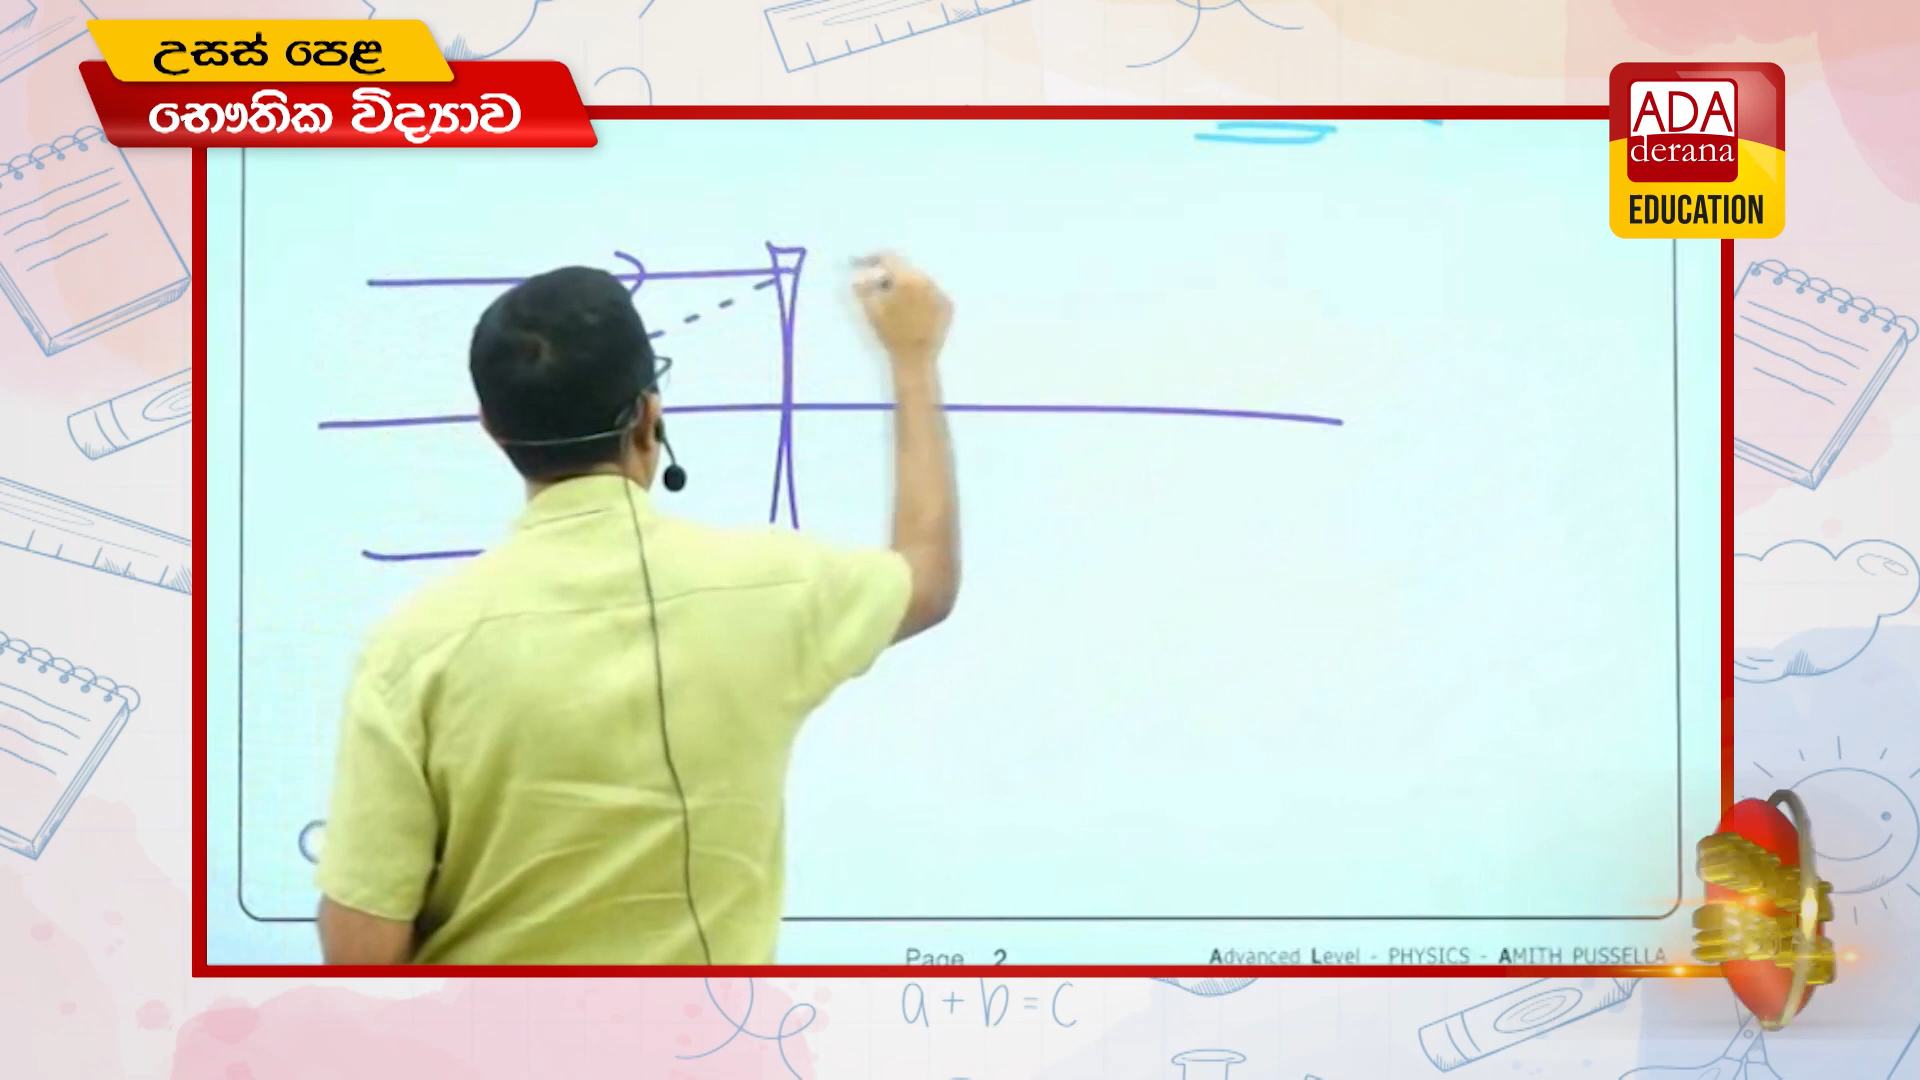 උසස් පෙළ
භෞතික විද්‍යාව
ADA
derana
EDUCATION
Page 2
Advanced Level - PHYSICS - AMITH PUSSELLA
a + b = c